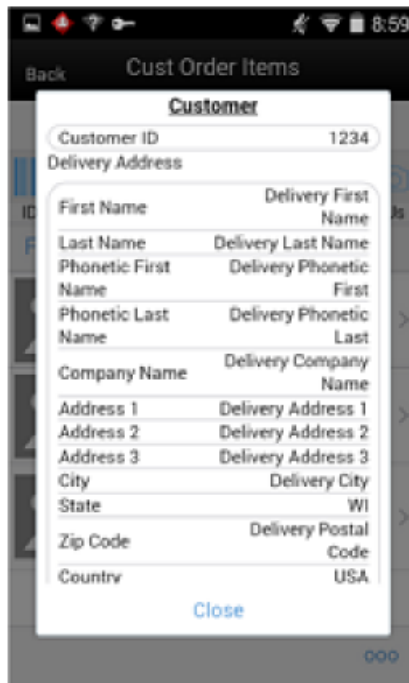 8:59
Back Cust Order Items
Customer
Customer ID 1234
Delivery Address
First Name Delivery First
Name
Last Name Delivery Last Name
Phonetic First Delivery Phonetic
Name First
Phonetic Last Delivery Phonetic
Name Last
Company Name Delivery Company
Name
Address 1 Delivery Address 1
Address 2 Delivery Address 2
Address 3 Delivery Address 3
City Delivery City
State WI
Zip Code Delivery Postal
Code
Country USA
Close